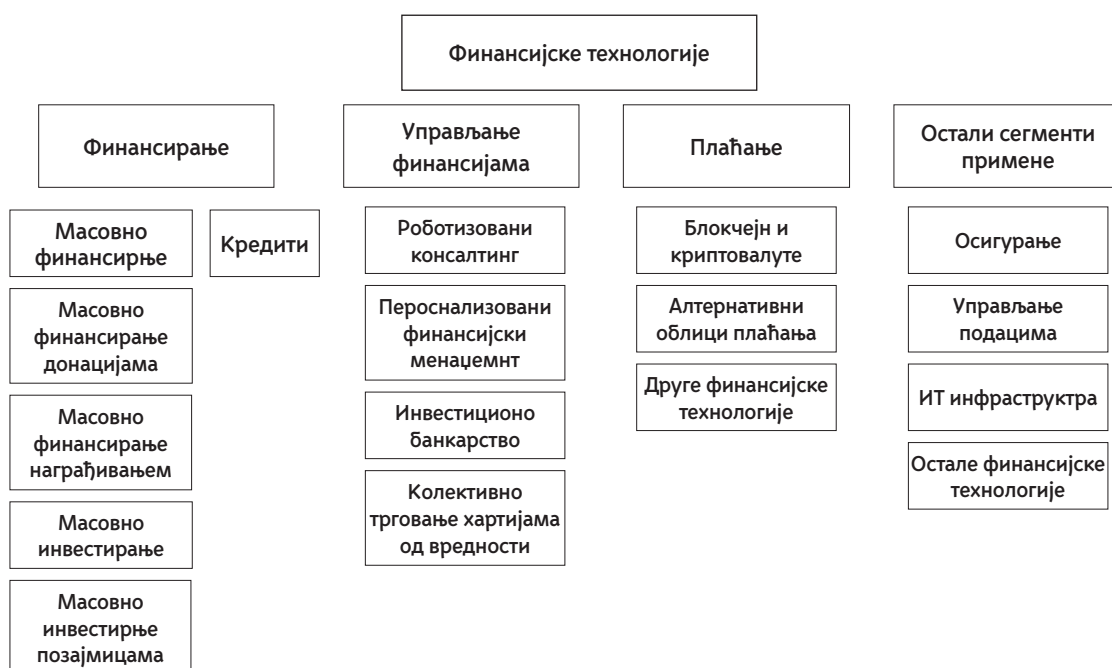 Финансијске технологије
Финансирање
Управљање
финансијама
Плаћање
Остали сегменти
примене
Масовно
финансирње
Кредити
Масовно
финансирање
донацијама
Масовно
финансирање
награђивањем
Масовно
инвестирање
Масовно
инвестирње
позајмицама
Роботизовани
консалтинг
Пероснализовани
финансијски
менаџемнт
Инвестиционо
банкарство
Колективно
трговање хартијама
од вредности
Блокчејн и
криптовалуте
Алтернативни
облици плаћања
Друге финансијске
технологије
Осигурање
Управљање
подацима
ИТ инфраструктра
Остале финансијске
технологије